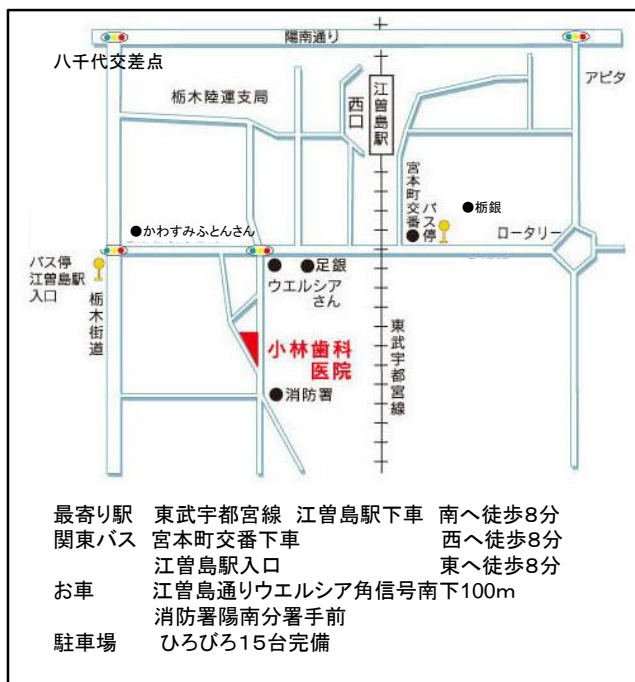 陽南通り
八千代交差点
アピタ
栃木陸運支局
西口
江曽島駅
宮本町交番
バス停
●栃銀
●かわすみふとんさん
ロータリー
バス停
江曽島駅
入口
●足銀
ウエルシア
さん
栃木街道
東武宇都宮線
小林歯科
医院
●消防署
最寄り駅 東武宇都宮線 江曽島駅下車 南へ徒歩8分
関東バス 宮本町交番下車 西へ徒歩8分
江曽島駅入口 東へ徒歩8分
お車 江曽島通りウエルシア角信号南下100m
消防署陽南分署手前
駐車場 ひろびろ15台完備